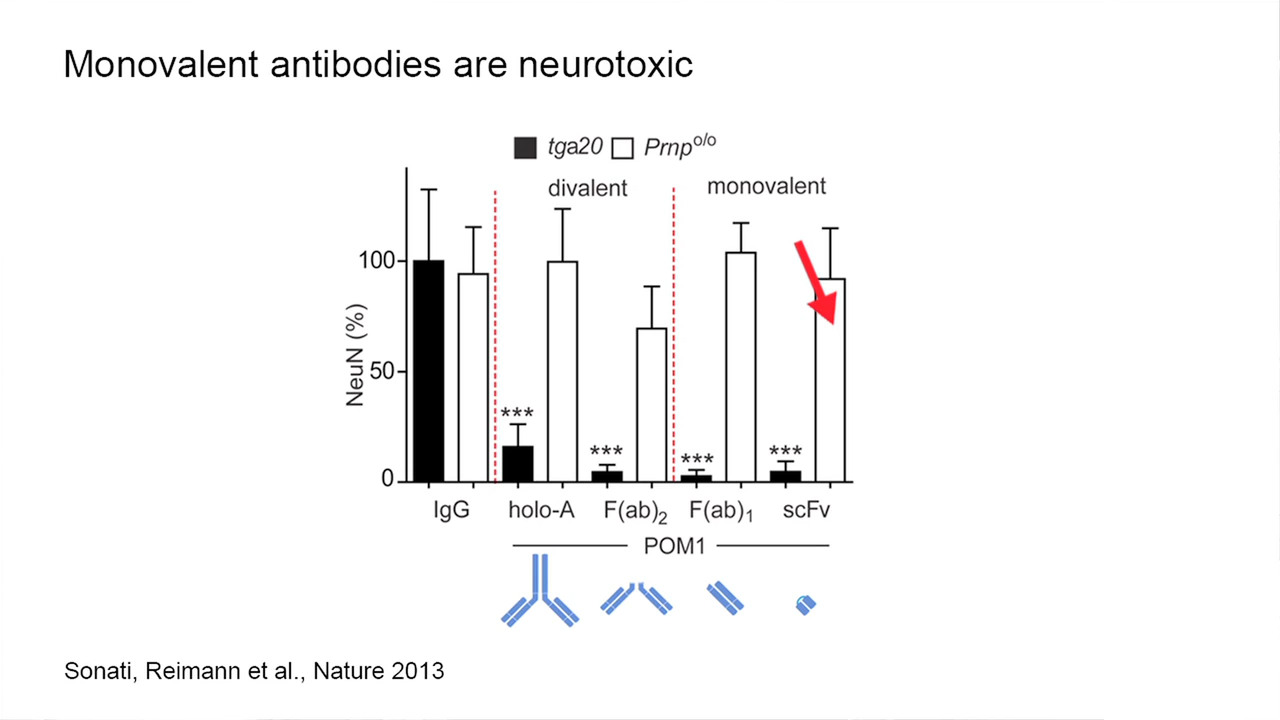 Monovalent antibodies are neurotoxic
tga20 Prnp^o/o
divalent monovalent
NeuN (%)
100
50
0
*** *** *** ***
IgG holo-A F(ab)₂ F(ab)₁ scFv
POM1
Sonati, Reimann et al., Nature 2013